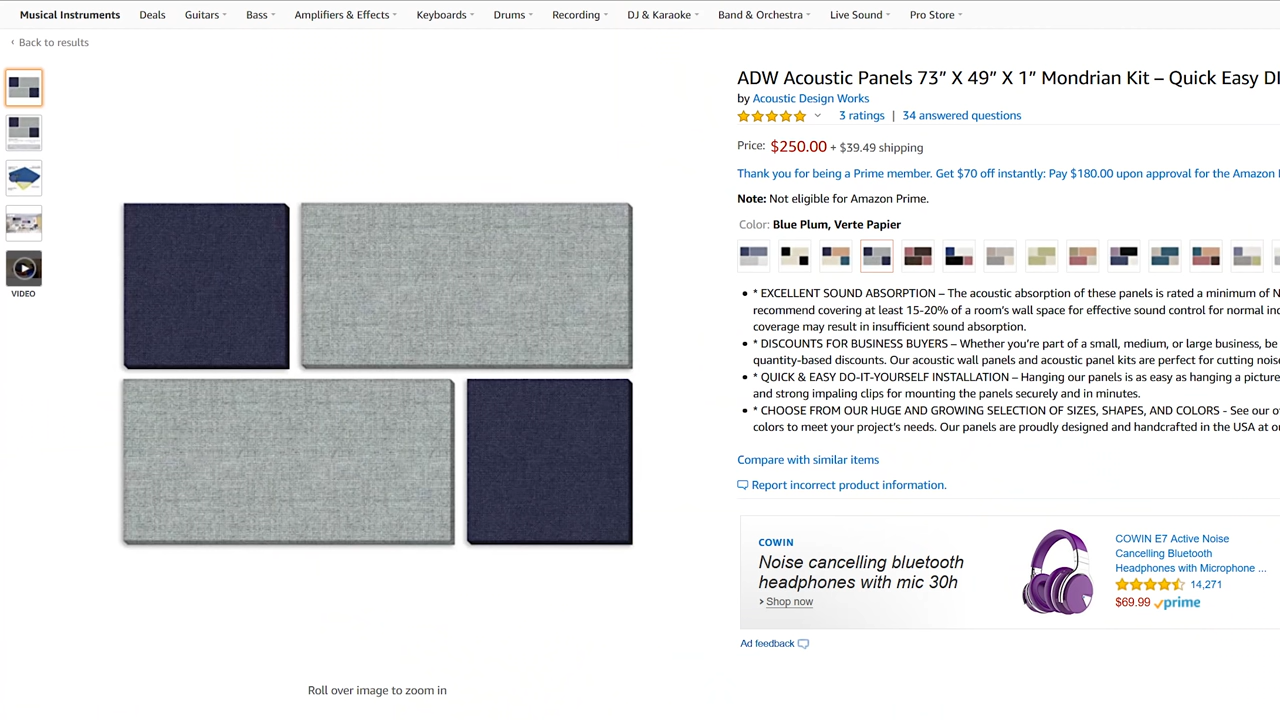 Musical Instruments Deals Guitars Bass Amplifiers & Effects Keyboards Drums Recording DJ & Karaoke Band & Orchestra Live Sound Pro Store
‹ Back to results
VIDEO
Roll over image to zoom in
ADW Acoustic Panels 73” X 49” X 1” Mondrian Kit – Quick Easy DI
by Acoustic Design Works
3 ratings | 34 answered questions
Price: $250.00 + $39.49 shipping
Thank you for being a Prime member. Get $70 off instantly: Pay $180.00 upon approval for the Amazon
Note: Not eligible for Amazon Prime.
Color: Blue Plum, Verte Papier
• * EXCELLENT SOUND ABSORPTION – The acoustic absorption of these panels is rated a minimum of N
recommend covering at least 15-20% of a room’s wall space for effective sound control for normal in
coverage may result in insufficient sound absorption.
• * DISCOUNTS FOR BUSINESS BUYERS – Whether you’re part of a small, medium, or large business, be
quantity-based discounts. Our acoustic wall panels and acoustic panel kits are perfect for cutting nois
• * QUICK & EASY DO-IT-YOURSELF INSTALLATION – Hanging our panels is as easy as hanging a picture
and strong impaling clips for mounting the panels securely and in minutes.
• * CHOOSE FROM OUR HUGE AND GROWING SELECTION OF SIZES, SHAPES, AND COLORS - See our o
colors to meet your project’s needs. Our panels are proudly designed and handcrafted in the USA at o
Compare with similar items
Report incorrect product information.
COWIN
Noise cancelling bluetooth
headphones with mic 30h
› Shop now
COWIN E7 Active Noise
Cancelling Bluetooth
Headphones with Microphone ...
14,271
$69.99 prime
Ad feedback